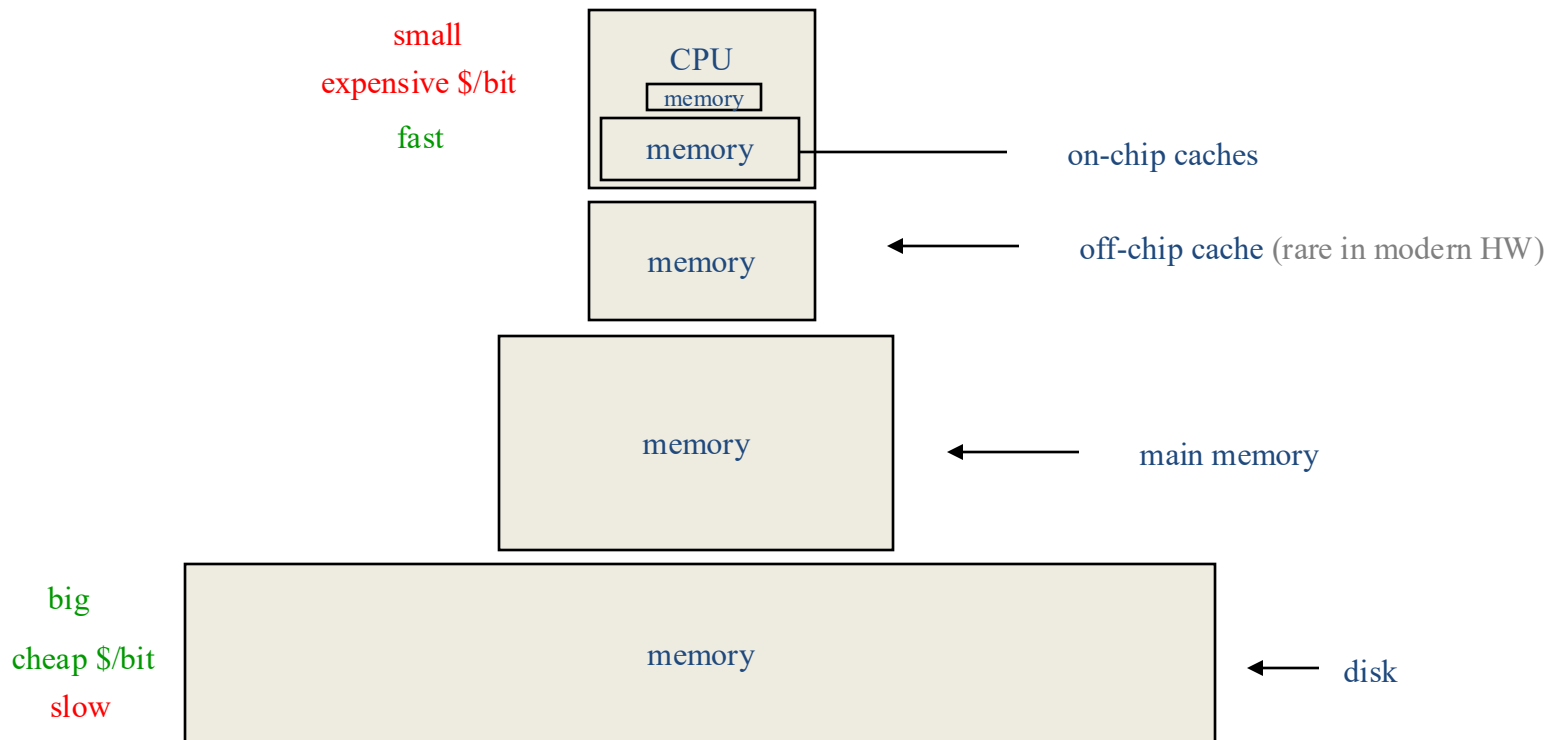 small
CPU
expensive $/bit
memory
fast
memory
on-chip caches
memory
off-chip cache (rare in modern HW)
memory
main memory
big
cheap $/bit
memory
disk
slow